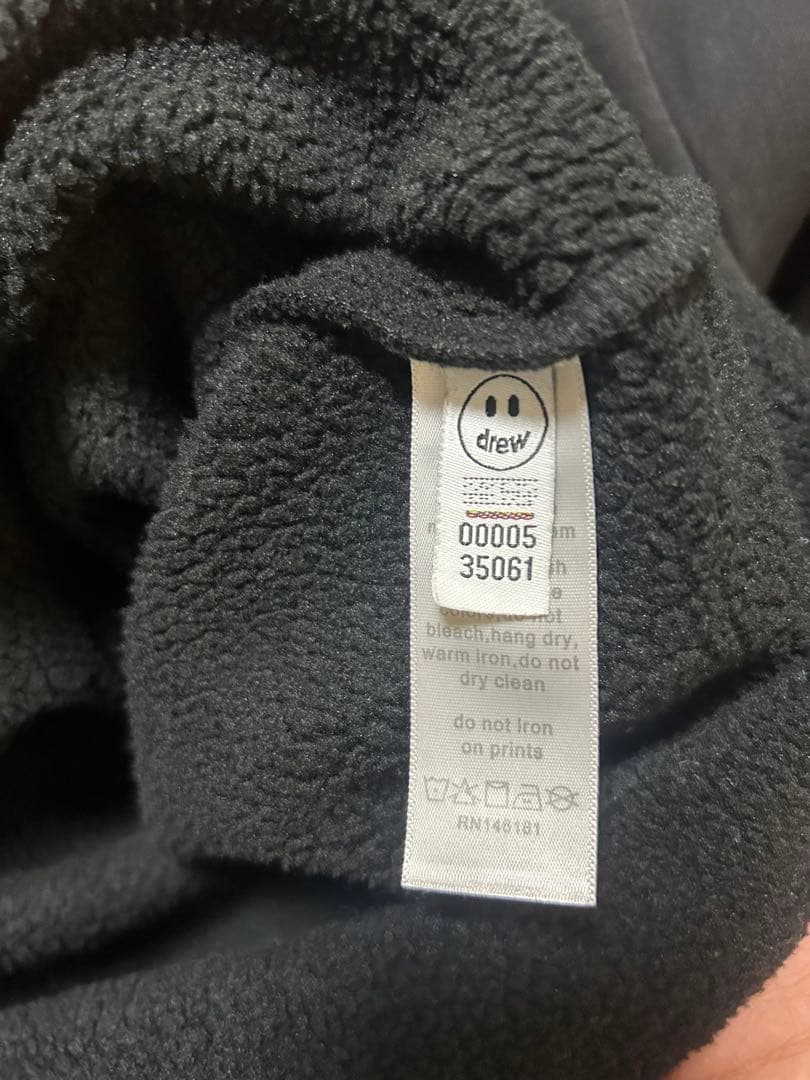 drew
00005
35061
bleach,hang dry,
warm iron,do not
dry clean
do not iron
on prints
RN146181